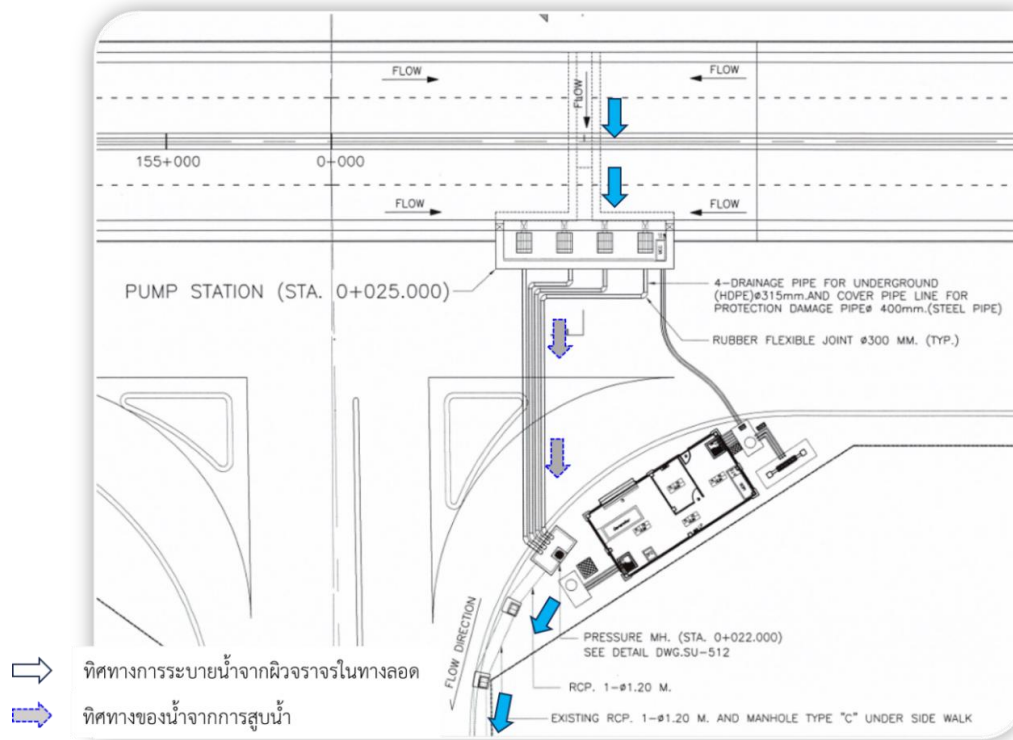 FLOW
FLOW
FLOW
155+000
0+000
FLOW
FLOW
PUMP STATION (STA. 0+025.000)
4-DRAINAGE PIPE FOR UNDERGROUND
(HDPE)ø315mm.AND COVER PIPE LINE FOR
PROTECTION DAMAGE PIPEø 400mm.(STEEL PIPE)
RUBBER FLEXIBLE JOINT ø300 MM. (TYP.)
FLOW DIRECTION
PRESSURE MH. (STA. 0+022.000)
SEE DETAIL DWG.SU-512
RCP. 1-ø1.20 M.
EXISTING RCP. 1-ø1.20 M. AND MANHOLE TYPE "C" UNDER SIDE WALK
ทิศทางการระบายน้ำจากผิวจราจรในทางลอด
ทิศทางของน้ำจากการสูบน้ำ